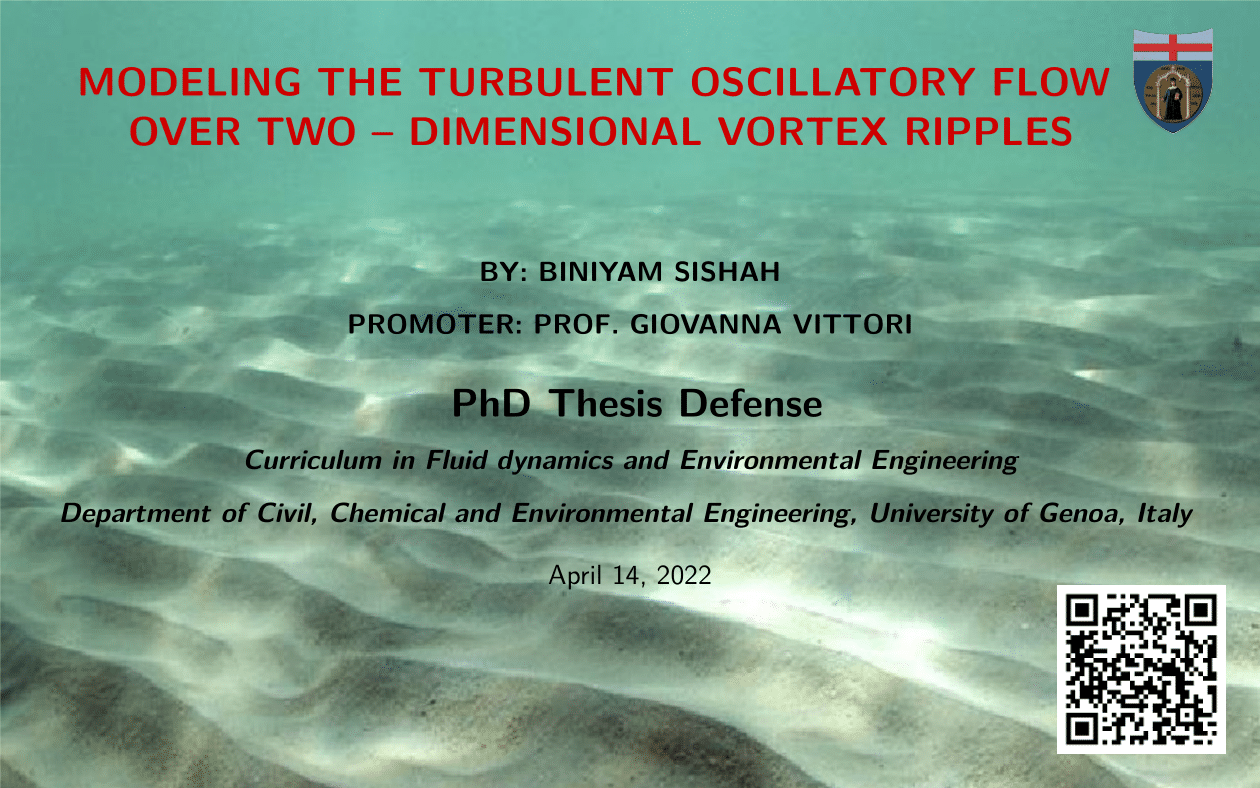 MODELING THE TURBULENT OSCILLATORY FLOW
OVER TWO – DIMENSIONAL VORTEX RIPPLES
BY: BINIYAM SISHAH
PROMOTER: PROF. GIOVANNA VITTORI
PhD Thesis Defense
Curriculum in Fluid dynamics and Environmental Engineering
Department of Civil, Chemical and Environmental Engineering, University of Genoa, Italy
April 14, 2022